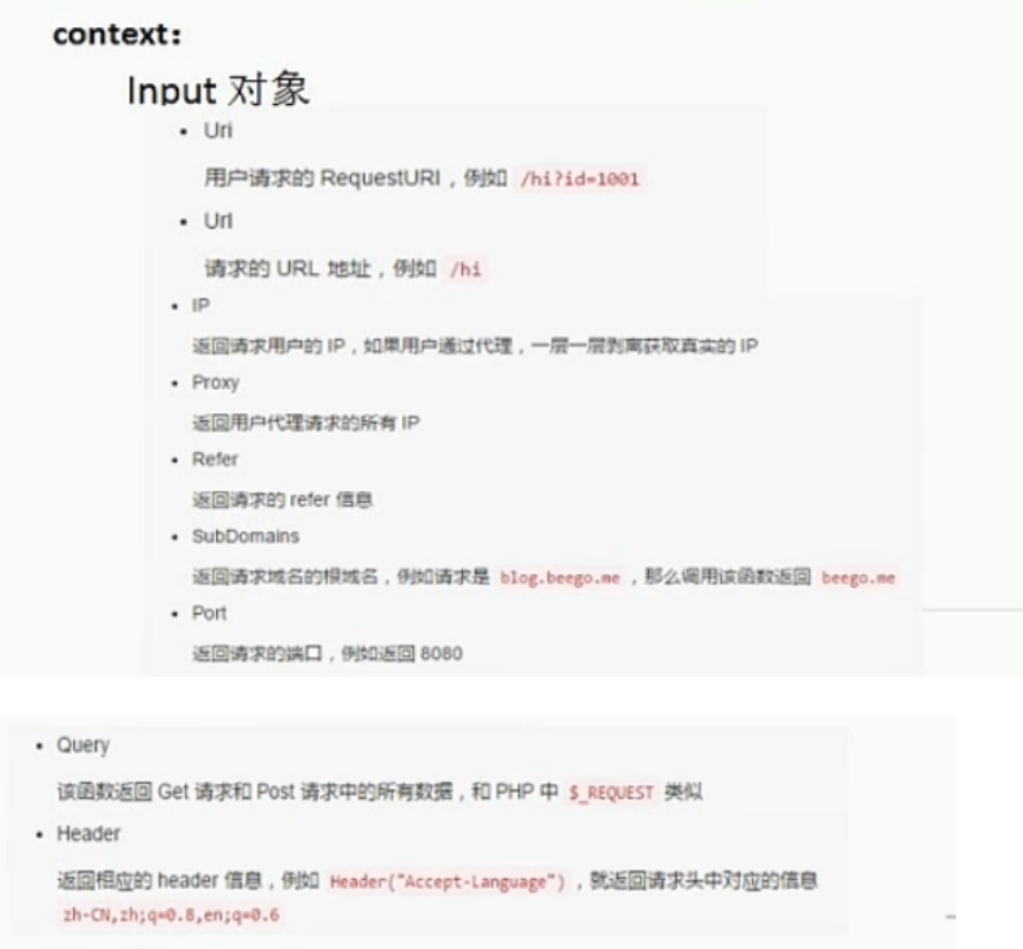 context:
Input 对象
• Uri
用户请求的 RequestURI，例如 /hi?id=1001
• Url
请求的 URL 地址，例如 /hi
• IP
返回请求用户的 IP，如果用户通过代理，一层一层剥离获取真实的 IP
• Proxy
返回用户代理请求的所有 IP
• Refer
返回请求的 refer 信息
• SubDomains
返回请求域名的根域名，例如请求是 blog.beego.me ，那么调用该函数返回 beego.me
• Port
返回请求的端口，例如返回 8080
• Query
该函数返回 Get 请求和 Post 请求中的所有数据，和 PHP 中 $_REQUEST 类似
• Header
返回相应的 header 信息，例如 Header("Accept-Language") ，就返回请求头中对应的信息
zh-CN,zh;q=0.8,en;q=0.6